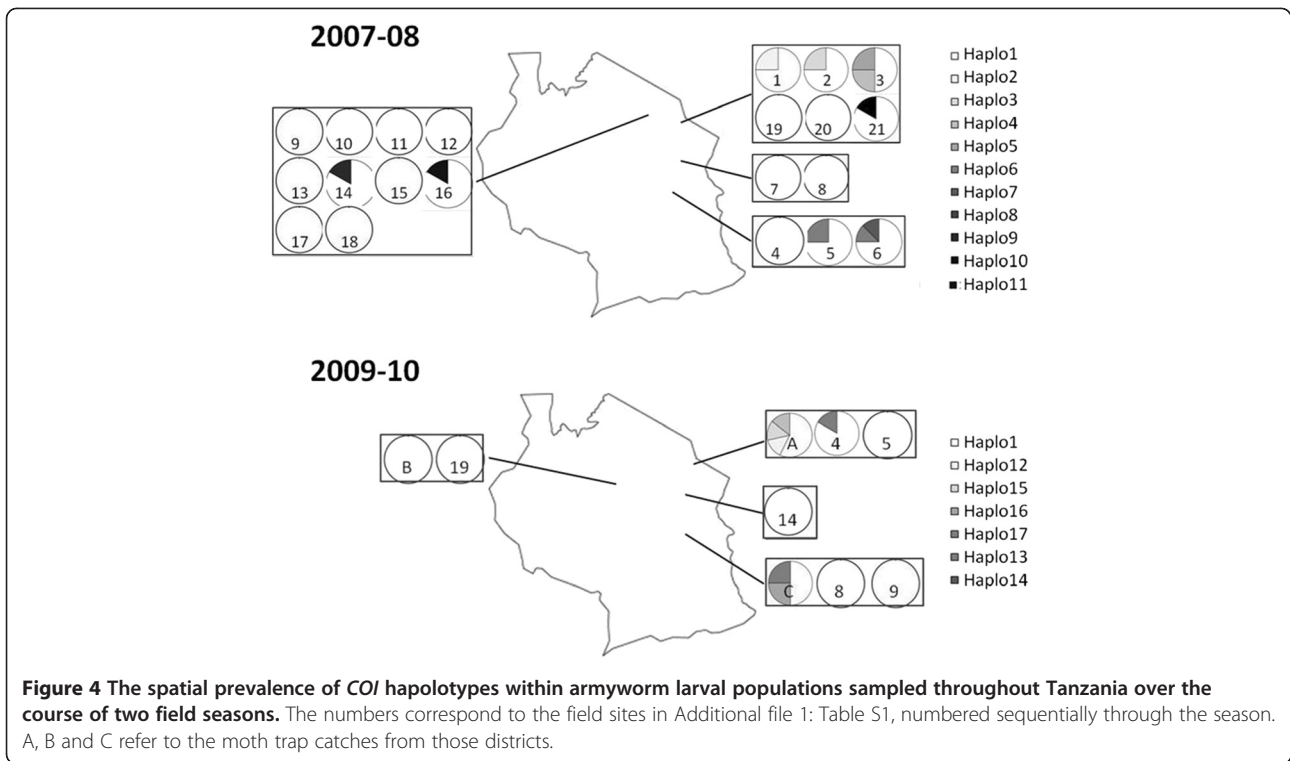 2007-08
1 2 3
19 20 21
9 10 11 12
13 14 15 16
17 18
7 8
4 5 6
Haplo1
Haplo2
Haplo3
Haplo4
Haplo5
Haplo6
Haplo7
Haplo8
Haplo9
Haplo10
Haplo11
2009-10
B 19
A 4 5
14
C 8 9
Haplo1
Haplo12
Haplo15
Haplo16
Haplo17
Haplo13
Haplo14
Figure 4 The spatial prevalence of COI hapolotypes within armyworm larval populations sampled throughout Tanzania over the
course of two field seasons. The numbers correspond to the field sites in Additional file 1: Table S1, numbered sequentially through the season.
A, B and C refer to the moth trap catches from those districts.